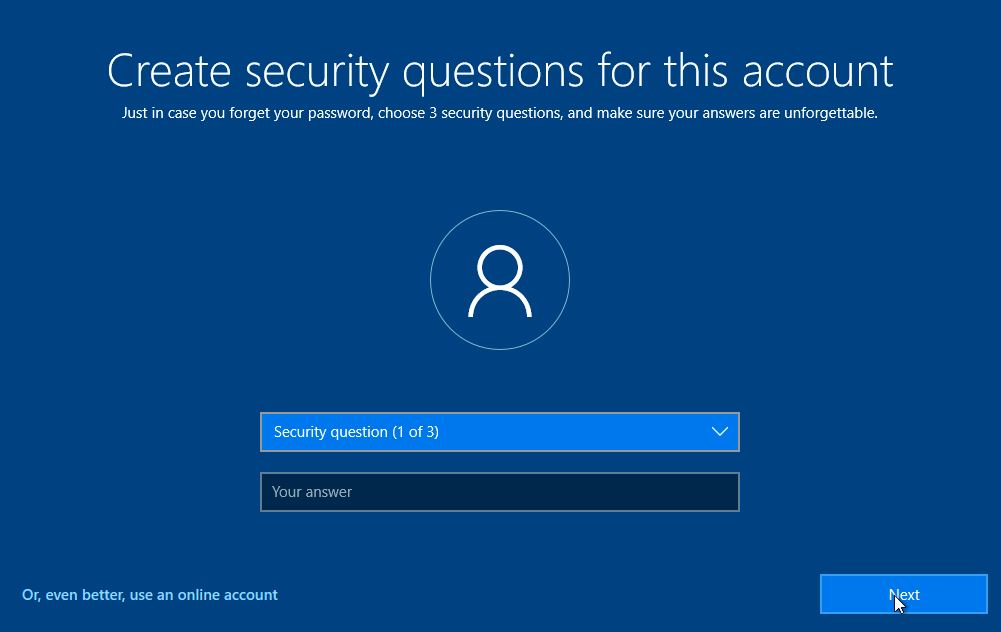 Create security questions for this account
Just in case you forget your password, choose 3 security questions, and make sure your answers are unforgettable.
Security question (1 of 3)
Your answer
Or, even better, use an online account
Next